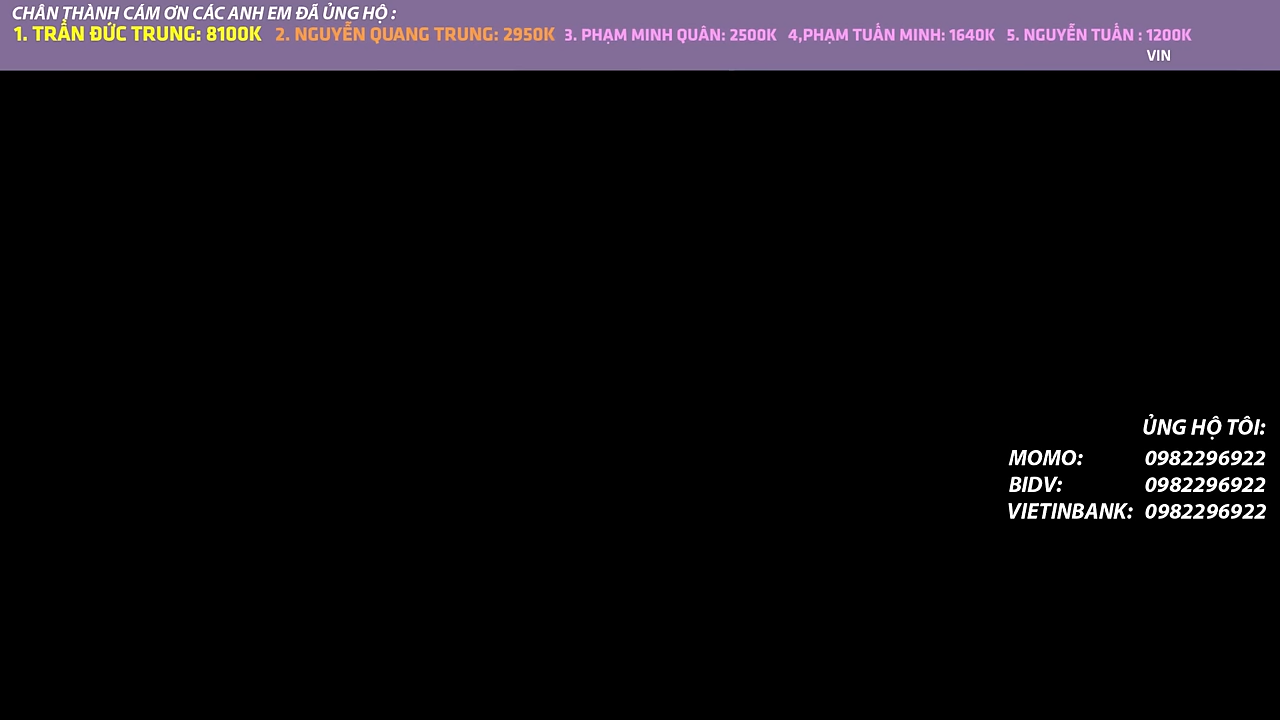 CHÂN THÀNH CÁM ƠN CÁC ANH EM ĐÃ ỦNG HỘ :
1. TRẦN ĐỨC TRUNG: 8100K 2. NGUYỄN QUANG TRUNG: 2950K 3. PHẠM MINH QUÂN: 2500K 4,PHẠM TUẤN MINH: 1640K 5. NGUYỄN TUẤN : 1200K
VIN
ỦNG HỘ TÔI:
MOMO: 0982296922
BIDV: 0982296922
VIETINBANK: 0982296922